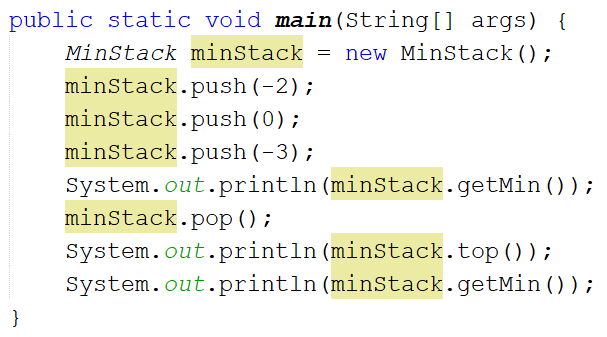 public static void main(String[] args) {
    MinStack minStack = new MinStack();
    minStack.push(-2);
    minStack.push(0);
    minStack.push(-3);
    System.out.println(minStack.getMin());
    minStack.pop();
    System.out.println(minStack.top());
    System.out.println(minStack.getMin());
}